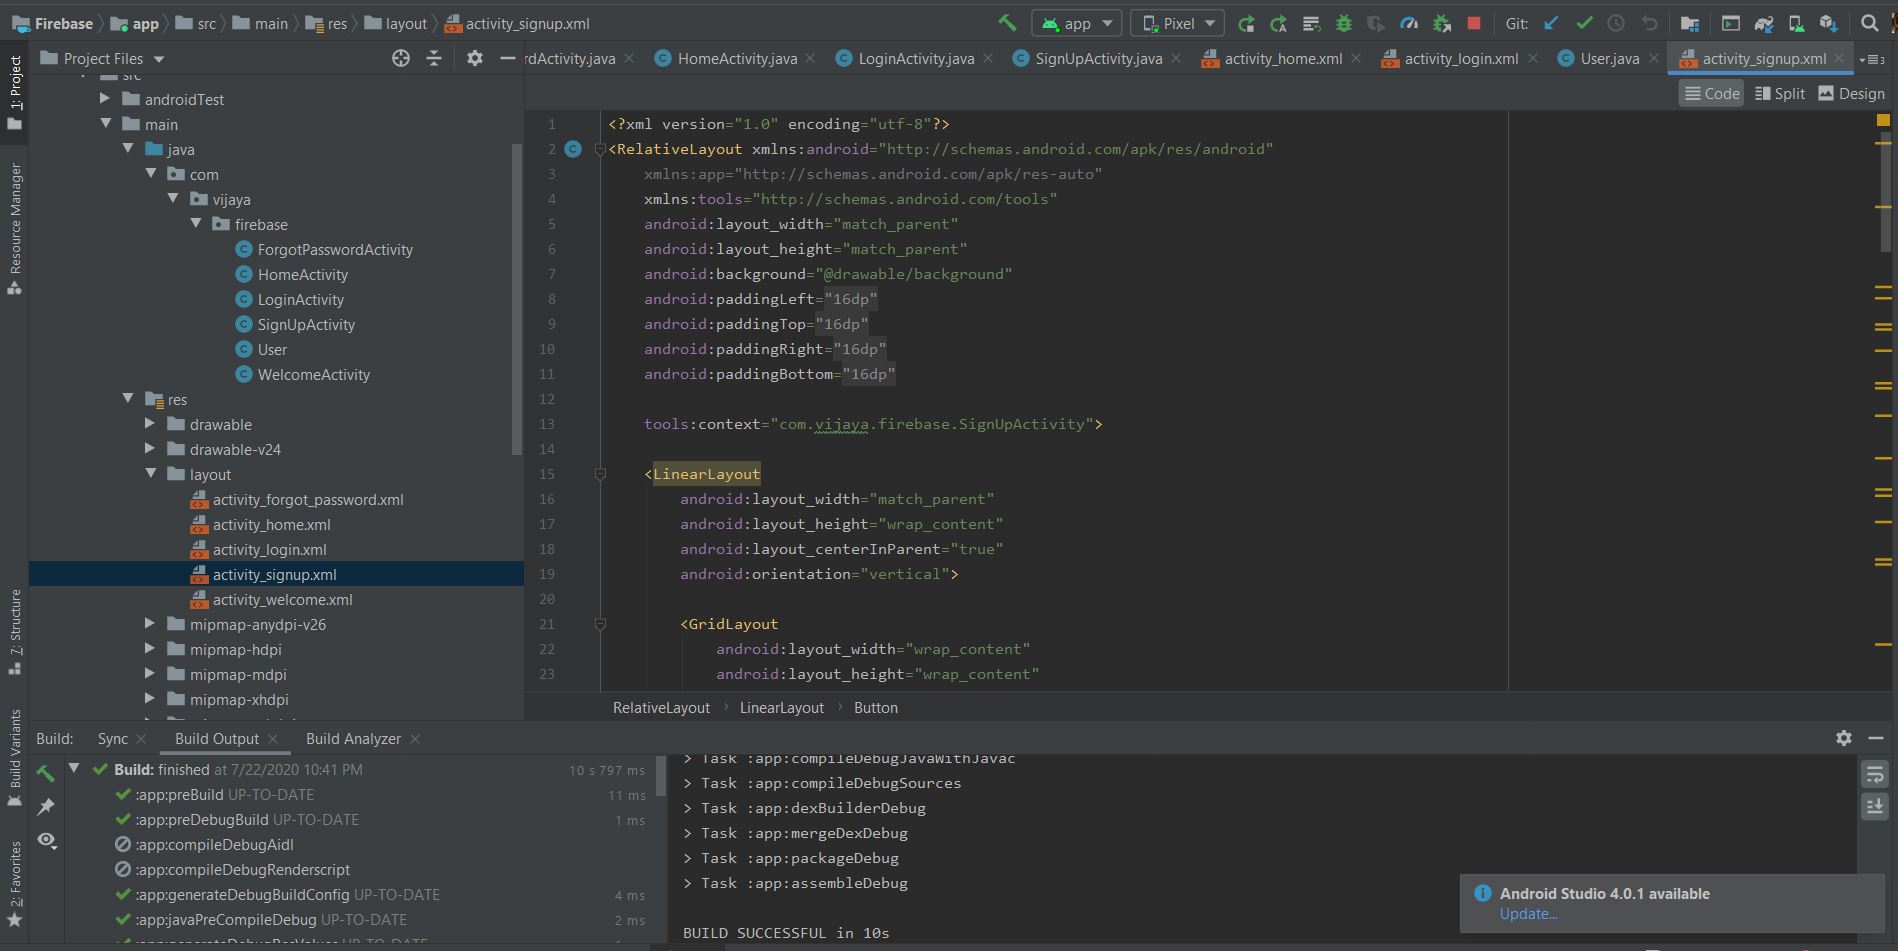 Firebase app src main res layout activity_signup.xml
app Pixel Git:
1: Project
Resource Manager
7: Structure
Build Variants
2: Favorites
Project Files
src
androidTest
main
java
com
vijaya
firebase
ForgotPasswordActivity
HomeActivity
LoginActivity
SignUpActivity
User
WelcomeActivity
res
drawable
drawable-v24
layout
activity_forgot_password.xml
activity_home.xml
activity_login.xml
activity_signup.xml
activity_welcome.xml
mipmap-anydpi-v26
mipmap-hdpi
mipmap-mdpi
mipmap-xhdpi
rdActivity.java HomeActivity.java LoginActivity.java SignUpActivity.java activity_home.xml activity_login.xml User.java activity_signup.xml 3
Code Split Design
1 <?xml version="1.0" encoding="utf-8"?>
2 <RelativeLayout xmlns:android="http://schemas.android.com/apk/res/android"
3 xmlns:app="http://schemas.android.com/apk/res-auto"
4 xmlns:tools="http://schemas.android.com/tools"
5 android:layout_width="match_parent"
6 android:layout_height="match_parent"
7 android:background="@drawable/background"
8 android:paddingLeft="16dp"
9 android:paddingTop="16dp"
10 android:paddingRight="16dp"
11 android:paddingBottom="16dp"
12
13 tools:context="com.vijaya.firebase.SignUpActivity">
14
15 <LinearLayout
16 android:layout_width="match_parent"
17 android:layout_height="wrap_content"
18 android:layout_centerInParent="true"
19 android:orientation="vertical">
20
21 <GridLayout
22 android:layout_width="wrap_content"
23 android:layout_height="wrap_content"
RelativeLayout LinearLayout Button
Build: Sync Build Output Build Analyzer
Build: finished at 7/22/2020 10:41 PM 10 s 797 ms
:app:preBuild UP-TO-DATE 11 ms
:app:preDebugBuild UP-TO-DATE 1 ms
:app:compileDebugAidl
:app:compileDebugRenderscript
:app:generateDebugBuildConfig UP-TO-DATE 4 ms
:app:javaPreCompileDebug UP-TO-DATE 2 ms
> Task :app:compileDebugJavaWithJavac
> Task :app:compileDebugSources
> Task :app:dexBuilderDebug
> Task :app:mergeDexDebug
> Task :app:packageDebug
> Task :app:assembleDebug
BUILD SUCCESSFUL in 10s
Android Studio 4.0.1 available
Update...